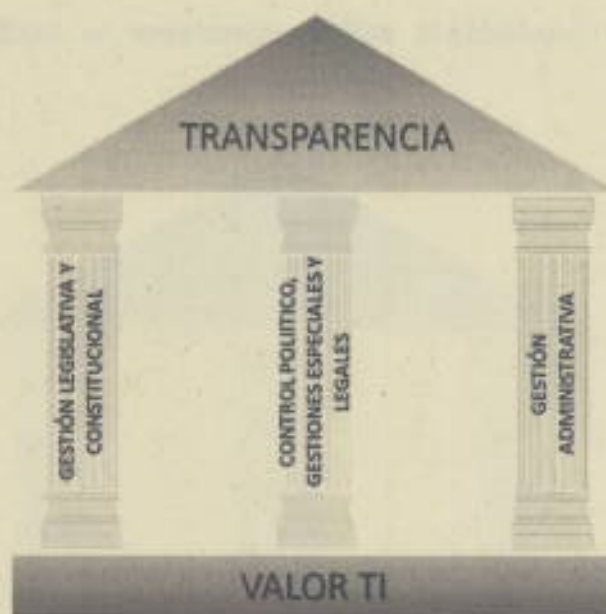 TRANSPARENCIA
GESTIÓN LEGISLATIVA Y
CONSTITUCIONAL
CONTROL POLIITICO,
GESTIONES ESPECIALES Y
LEGALES
GESTIÓN
ADMINISTRATIVA
VALOR TI